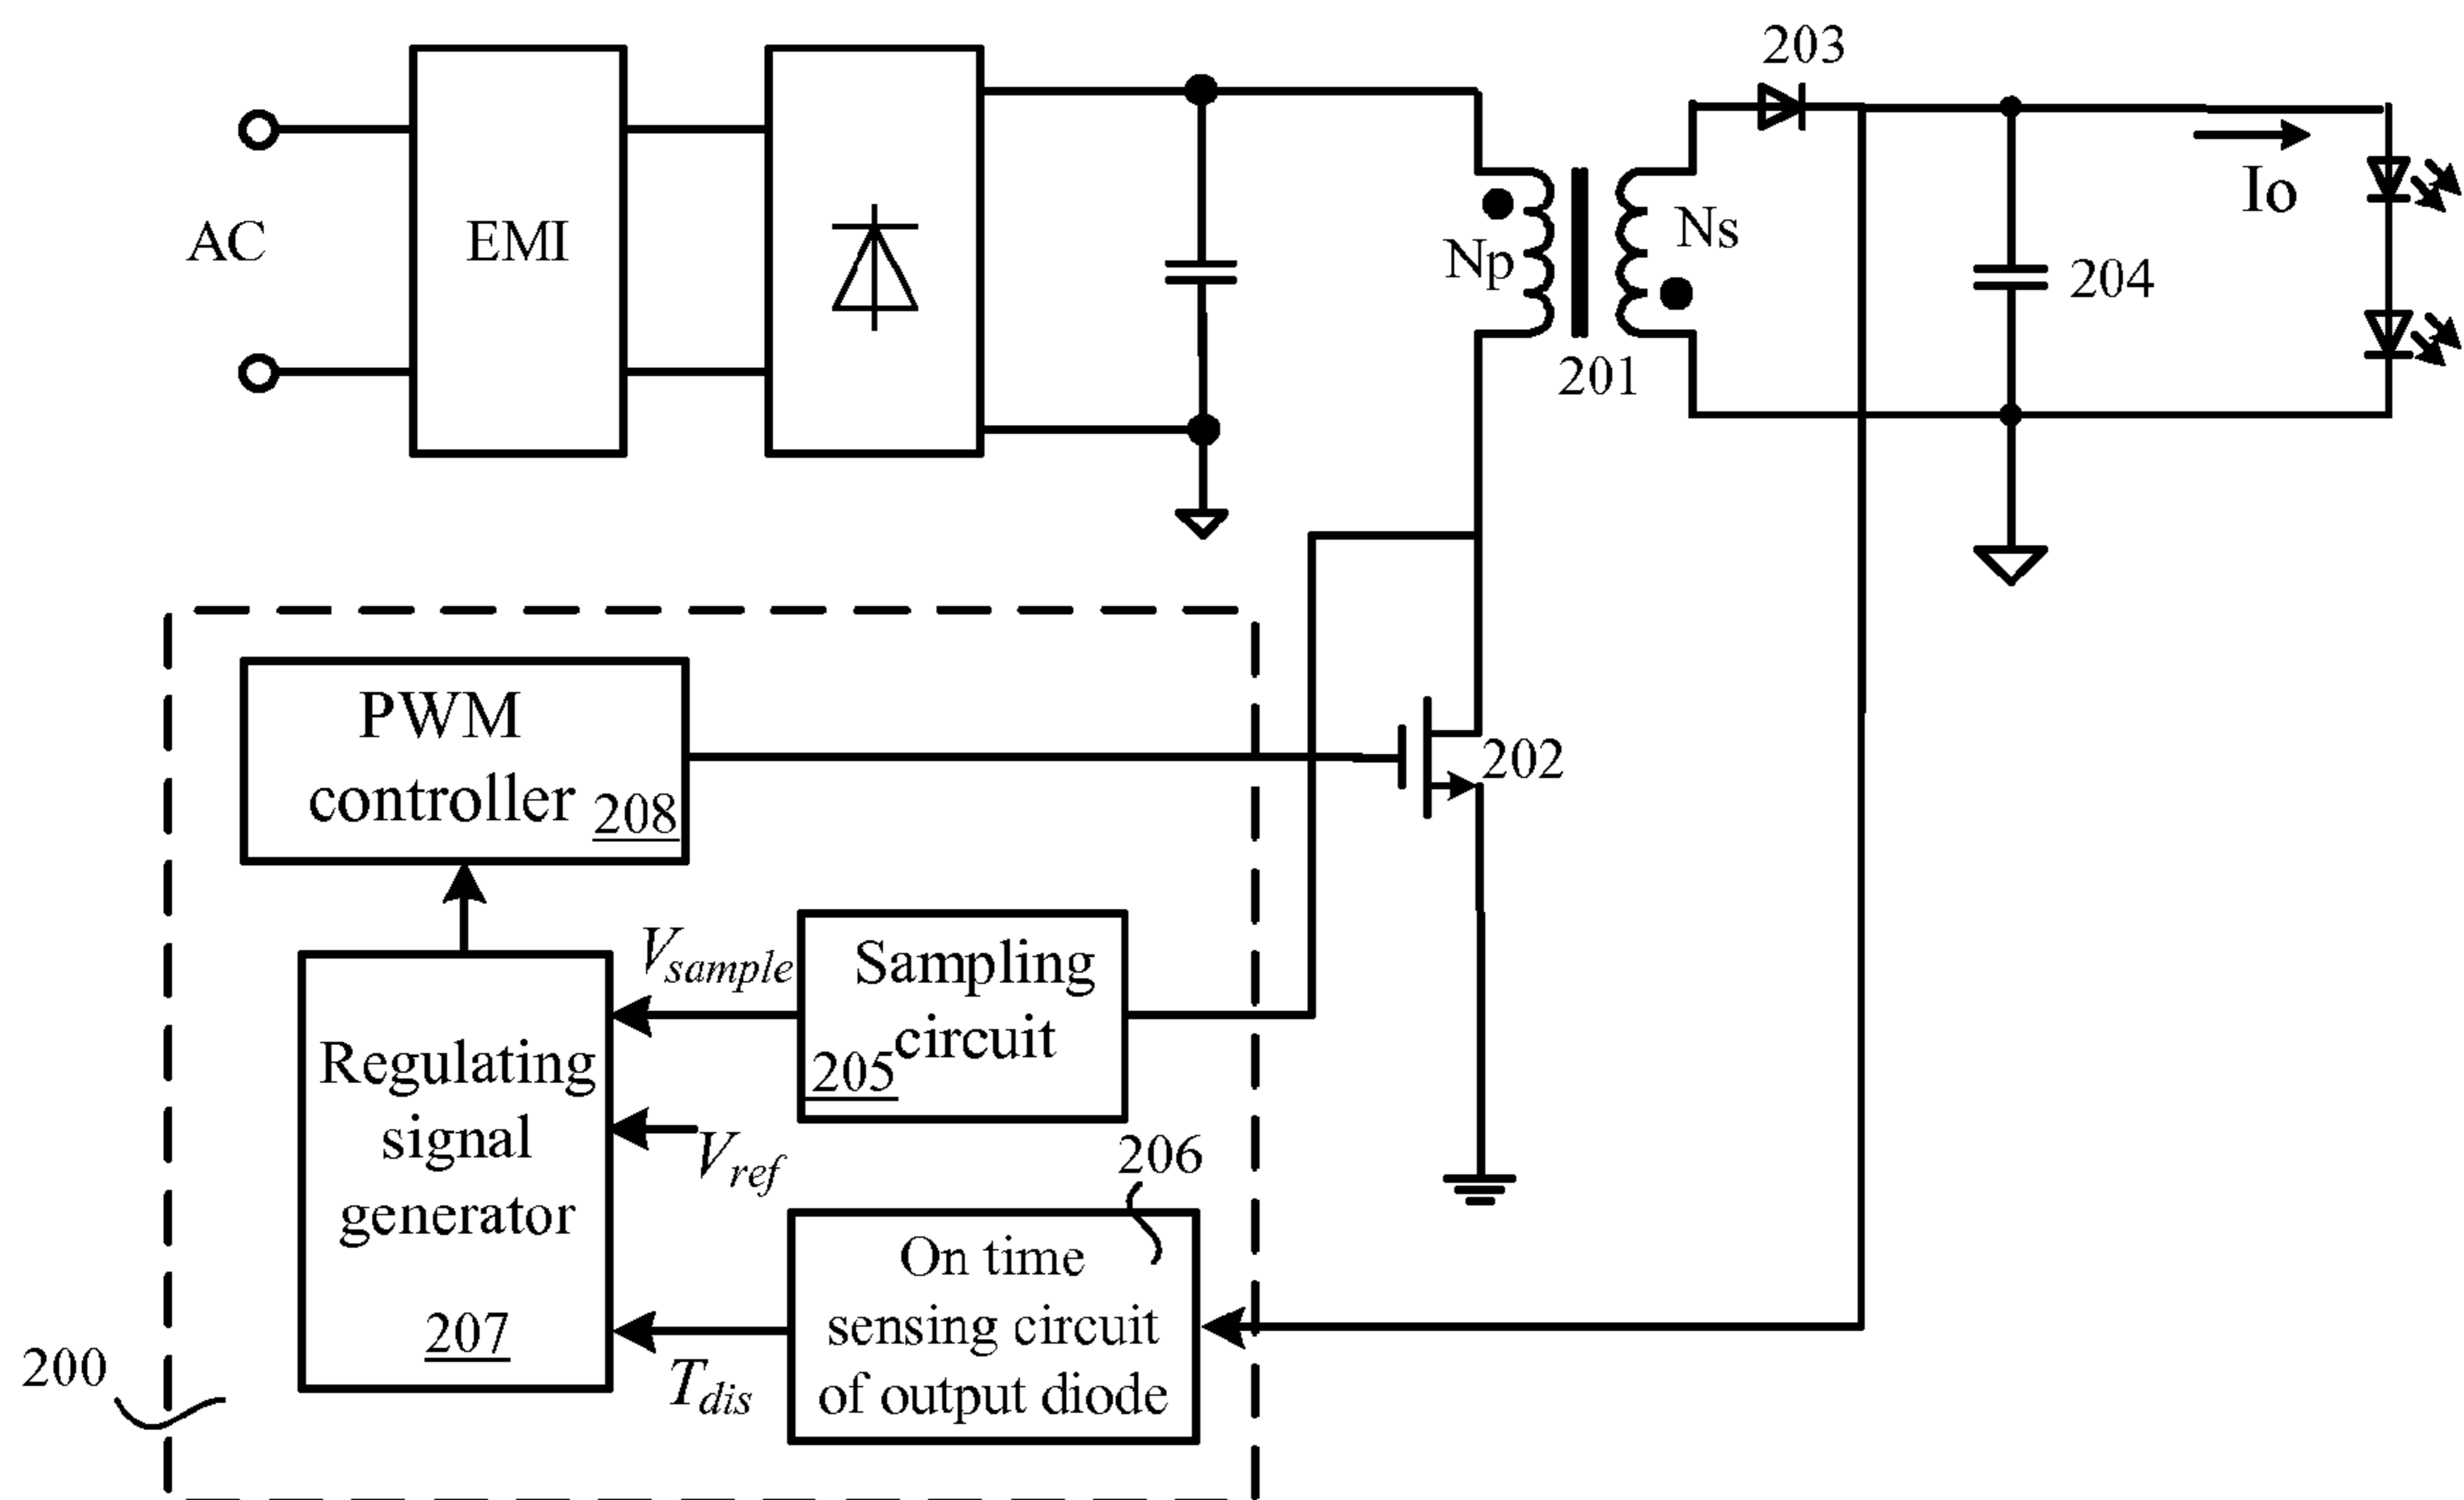 203
AC
EMI
Np
Ns
Io
204
201
PWM
controller 208
202
Vsample
Sampling
circuit
205
Regulating
signal
generator
207
Vref
206
On time
sensing circuit
of output diode
Tdis
200